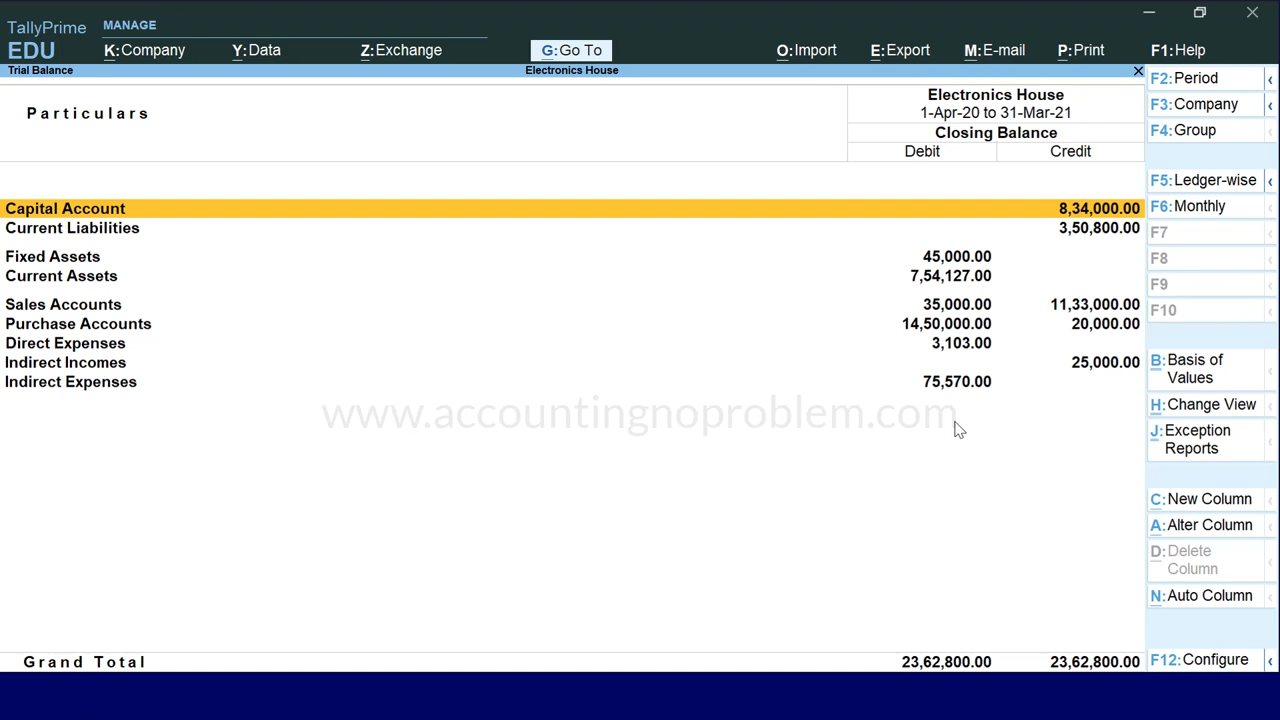 TallyPrime MANAGE
EDU K:Company Y:Data Z:Exchange G:Go To O:Import E:Export M:E-mail P:Print F1:Help
Trial Balance Electronics House
Particulars
Electronics House
1-Apr-20 to 31-Mar-21
Closing Balance
Debit Credit
Capital Account 8,34,000.00
Current Liabilities 3,50,800.00
Fixed Assets 45,000.00
Current Assets 7,54,127.00
Sales Accounts 35,000.00 11,33,000.00
Purchase Accounts 14,50,000.00 20,000.00
Direct Expenses 3,103.00
Indirect Incomes 25,000.00
Indirect Expenses 75,570.00
www.accountingnoproblem.com
Grand Total 23,62,800.00 23,62,800.00
F2:Period
F3:Company
F4:Group
F5:Ledger-wise
F6:Monthly
F7
F8
F9
F10
B:Basis of
Values
H:Change View
J:Exception
Reports
C:New Column
A:Alter Column
D:Delete
Column
N:Auto Column
F12:Configure